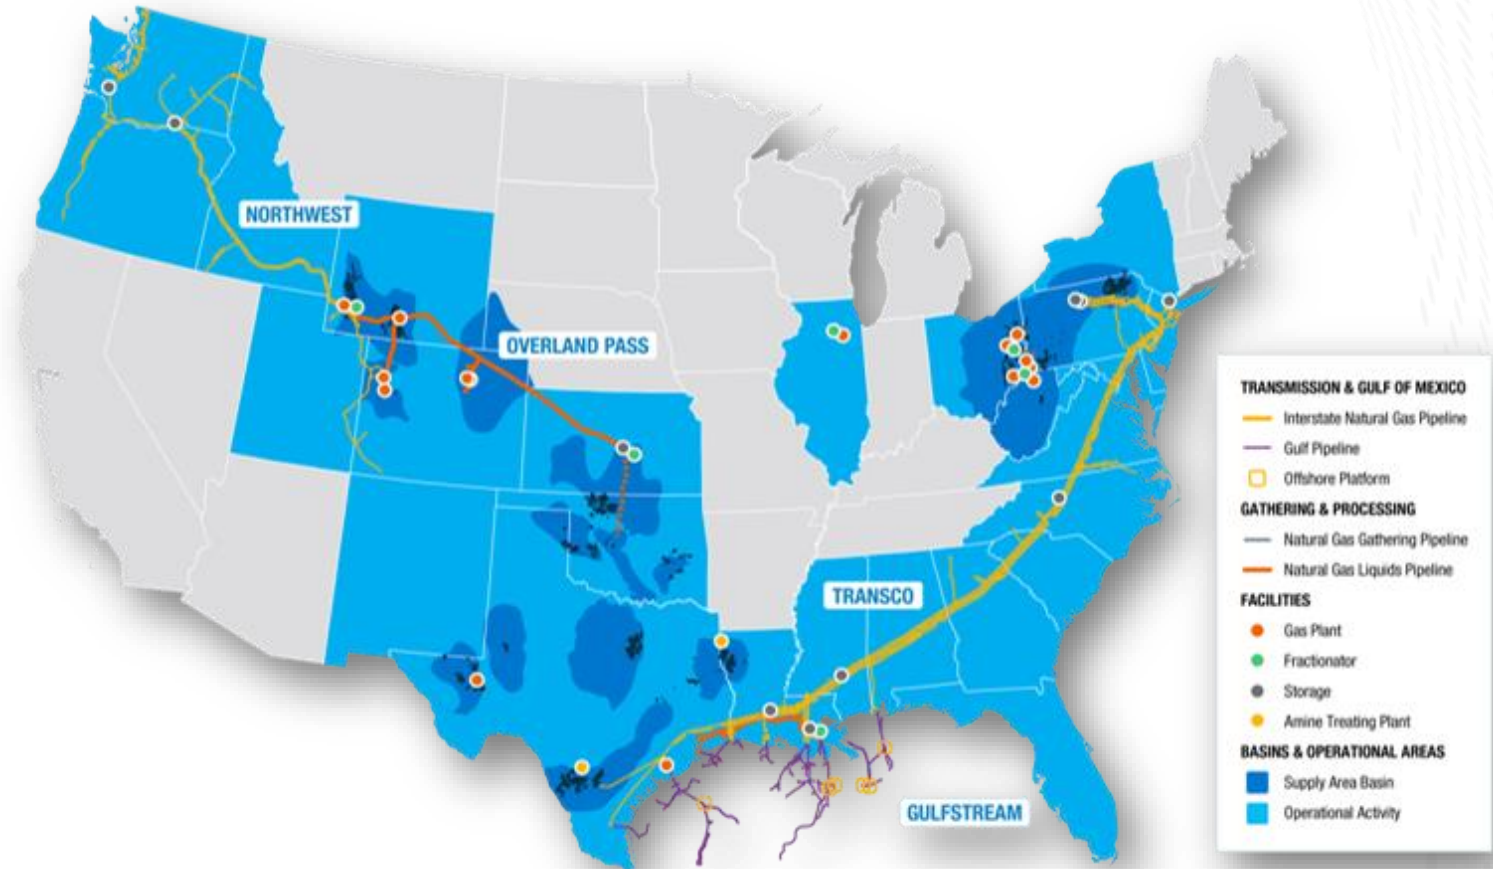 NORTHWEST
OVERLAND PASS
TRANSCO
GULFSTREAM
TRANSMISSION & GULF OF MEXICO
Interstate Natural Gas Pipeline
Gulf Pipeline
Offshore Platform
GATHERING & PROCESSING
Natural Gas Gathering Pipeline
Natural Gas Liquids Pipeline
FACILITIES
Gas Plant
Fractionator
Storage
Amine Treating Plant
BASINS & OPERATIONAL AREAS
Supply Area Basin
Operational Activity